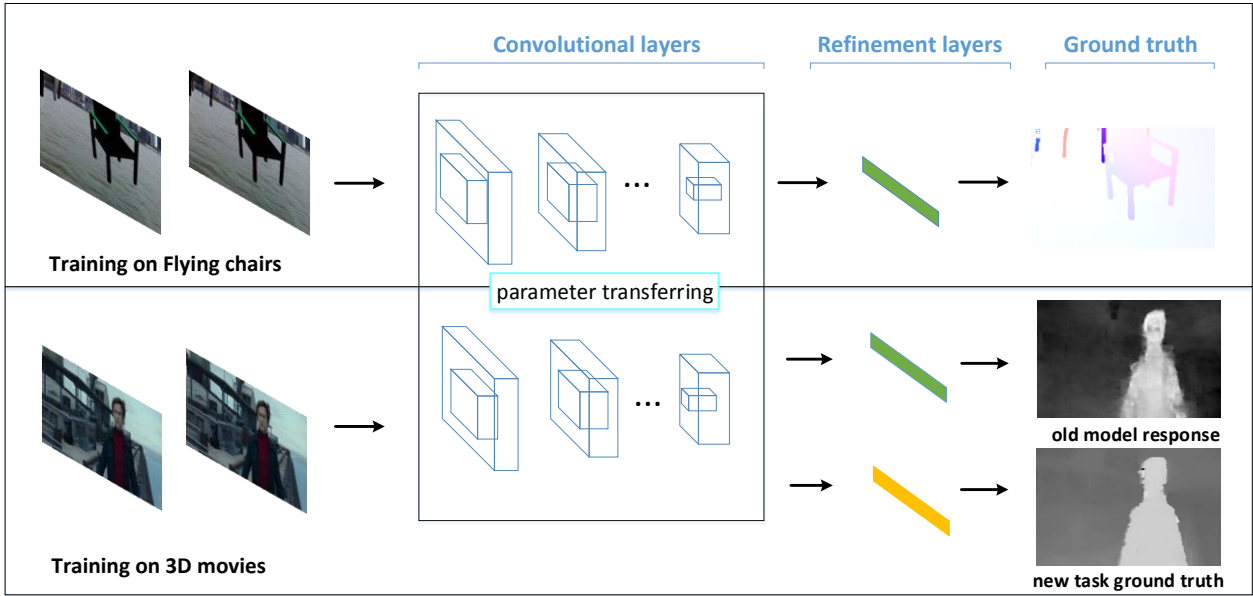 Convolutional layers
Refinement layers
Ground truth
...
Training on Flying chairs
parameter transferring
...
old model response
Training on 3D movies
new task ground truth